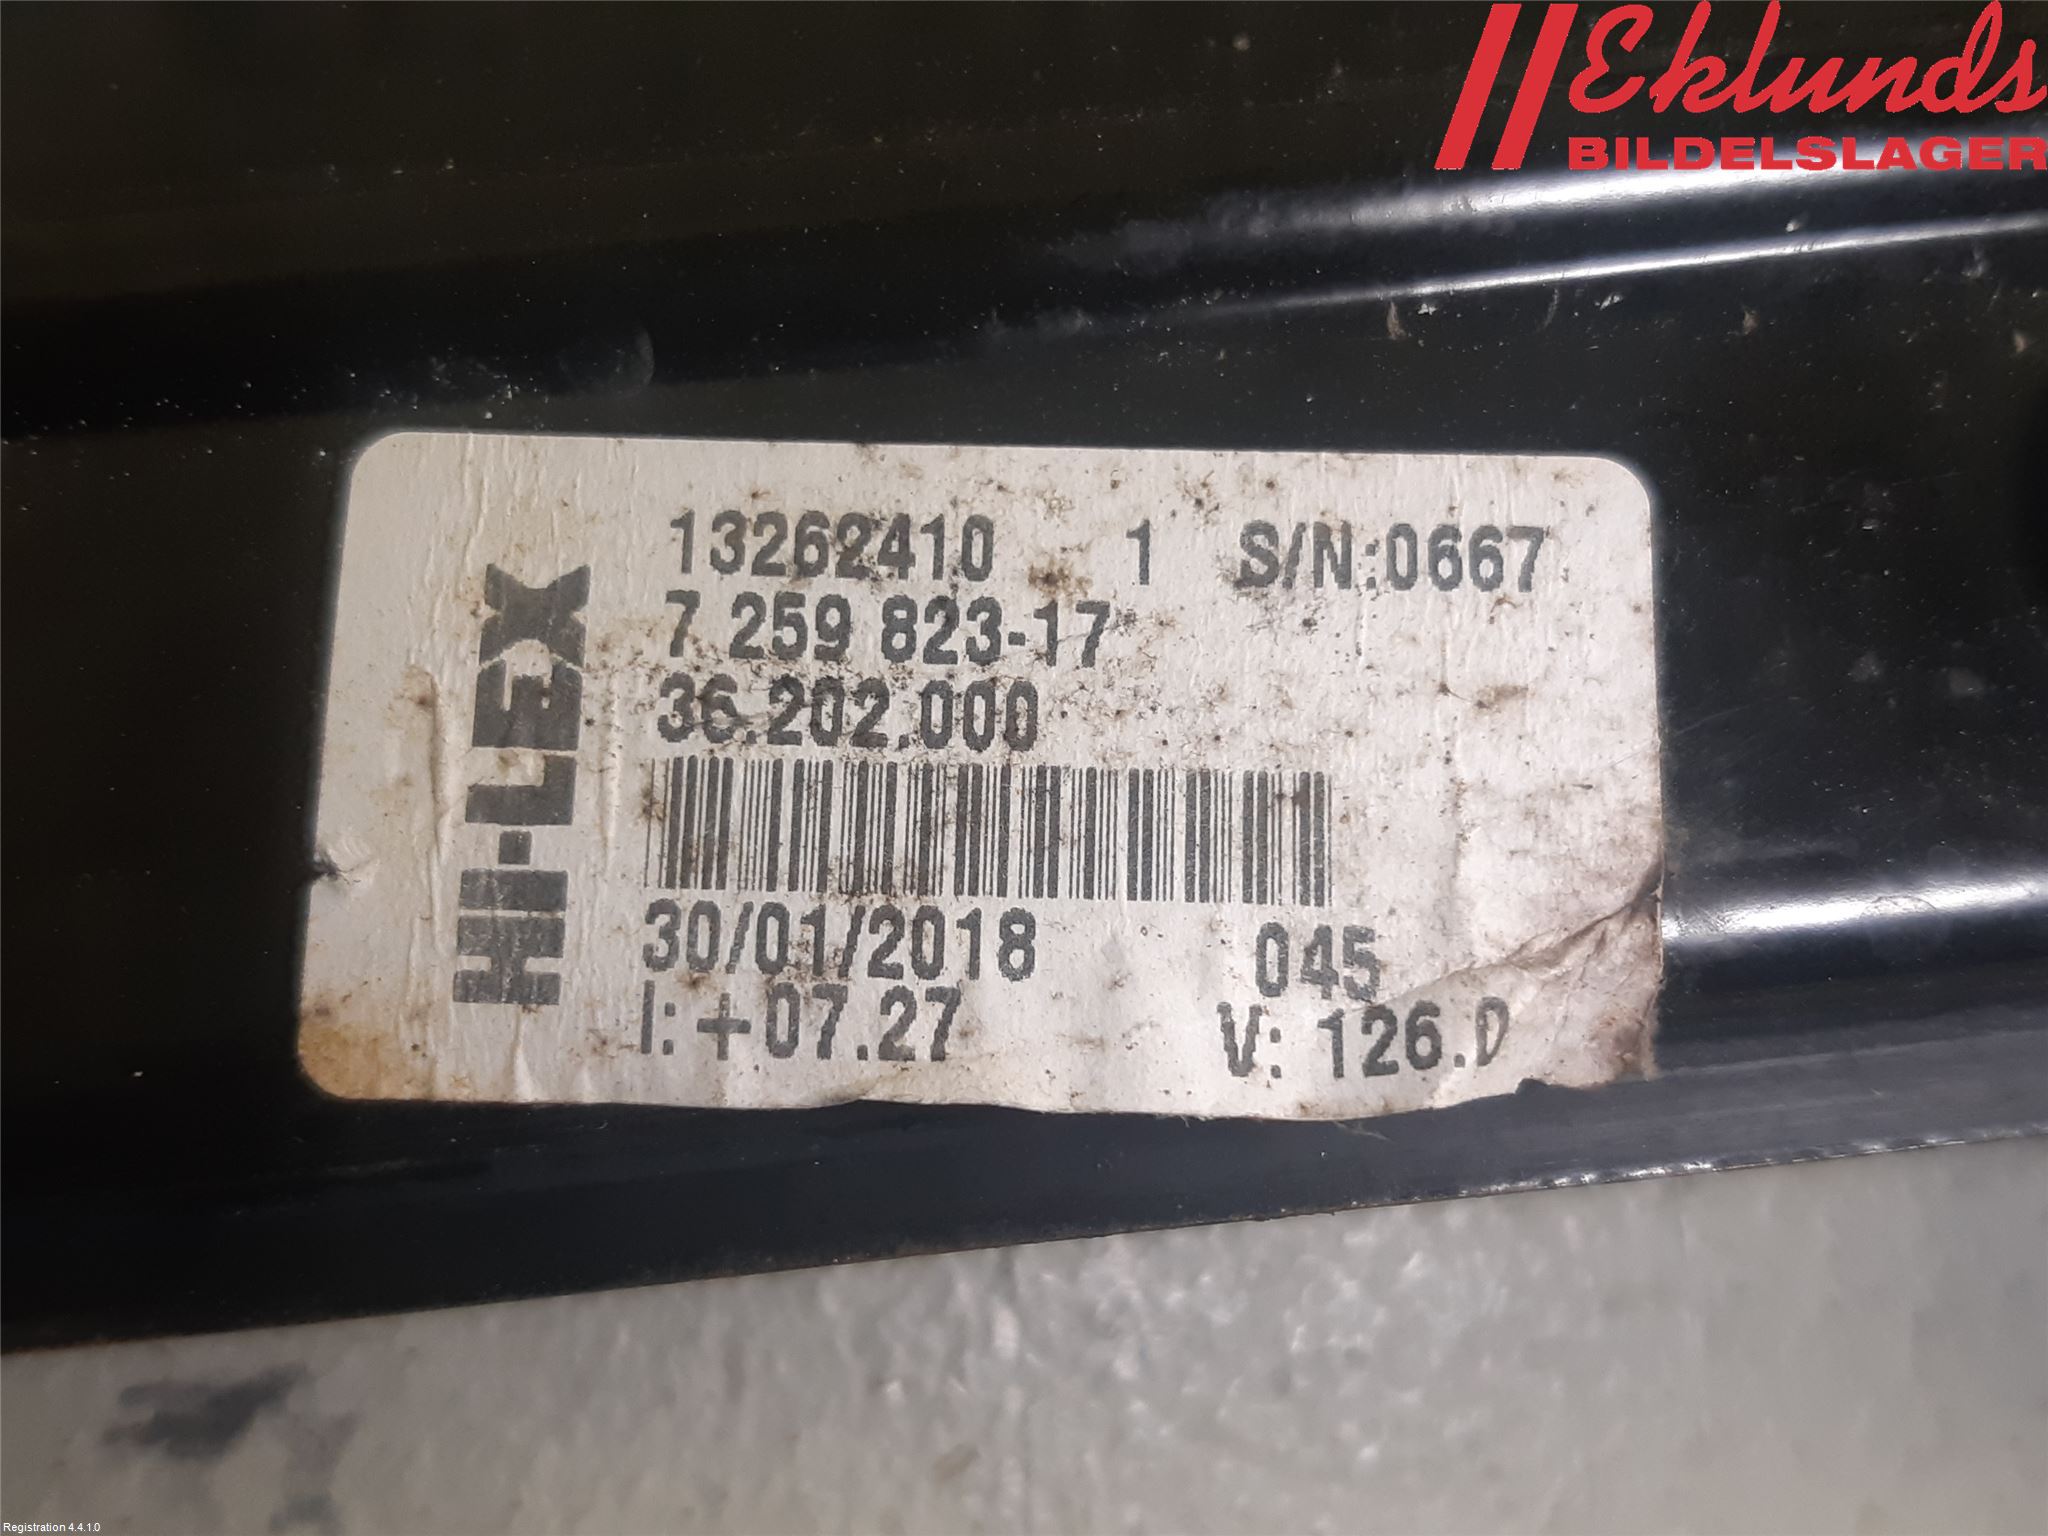 Eklunds
BILDELSLAGER
HI-LEX
13262410 1 S/N:0667
7 259 823-17
36.202.000
30/01/2018 045
I: +07.27 V: 126.D
Registration 4.4.1.0